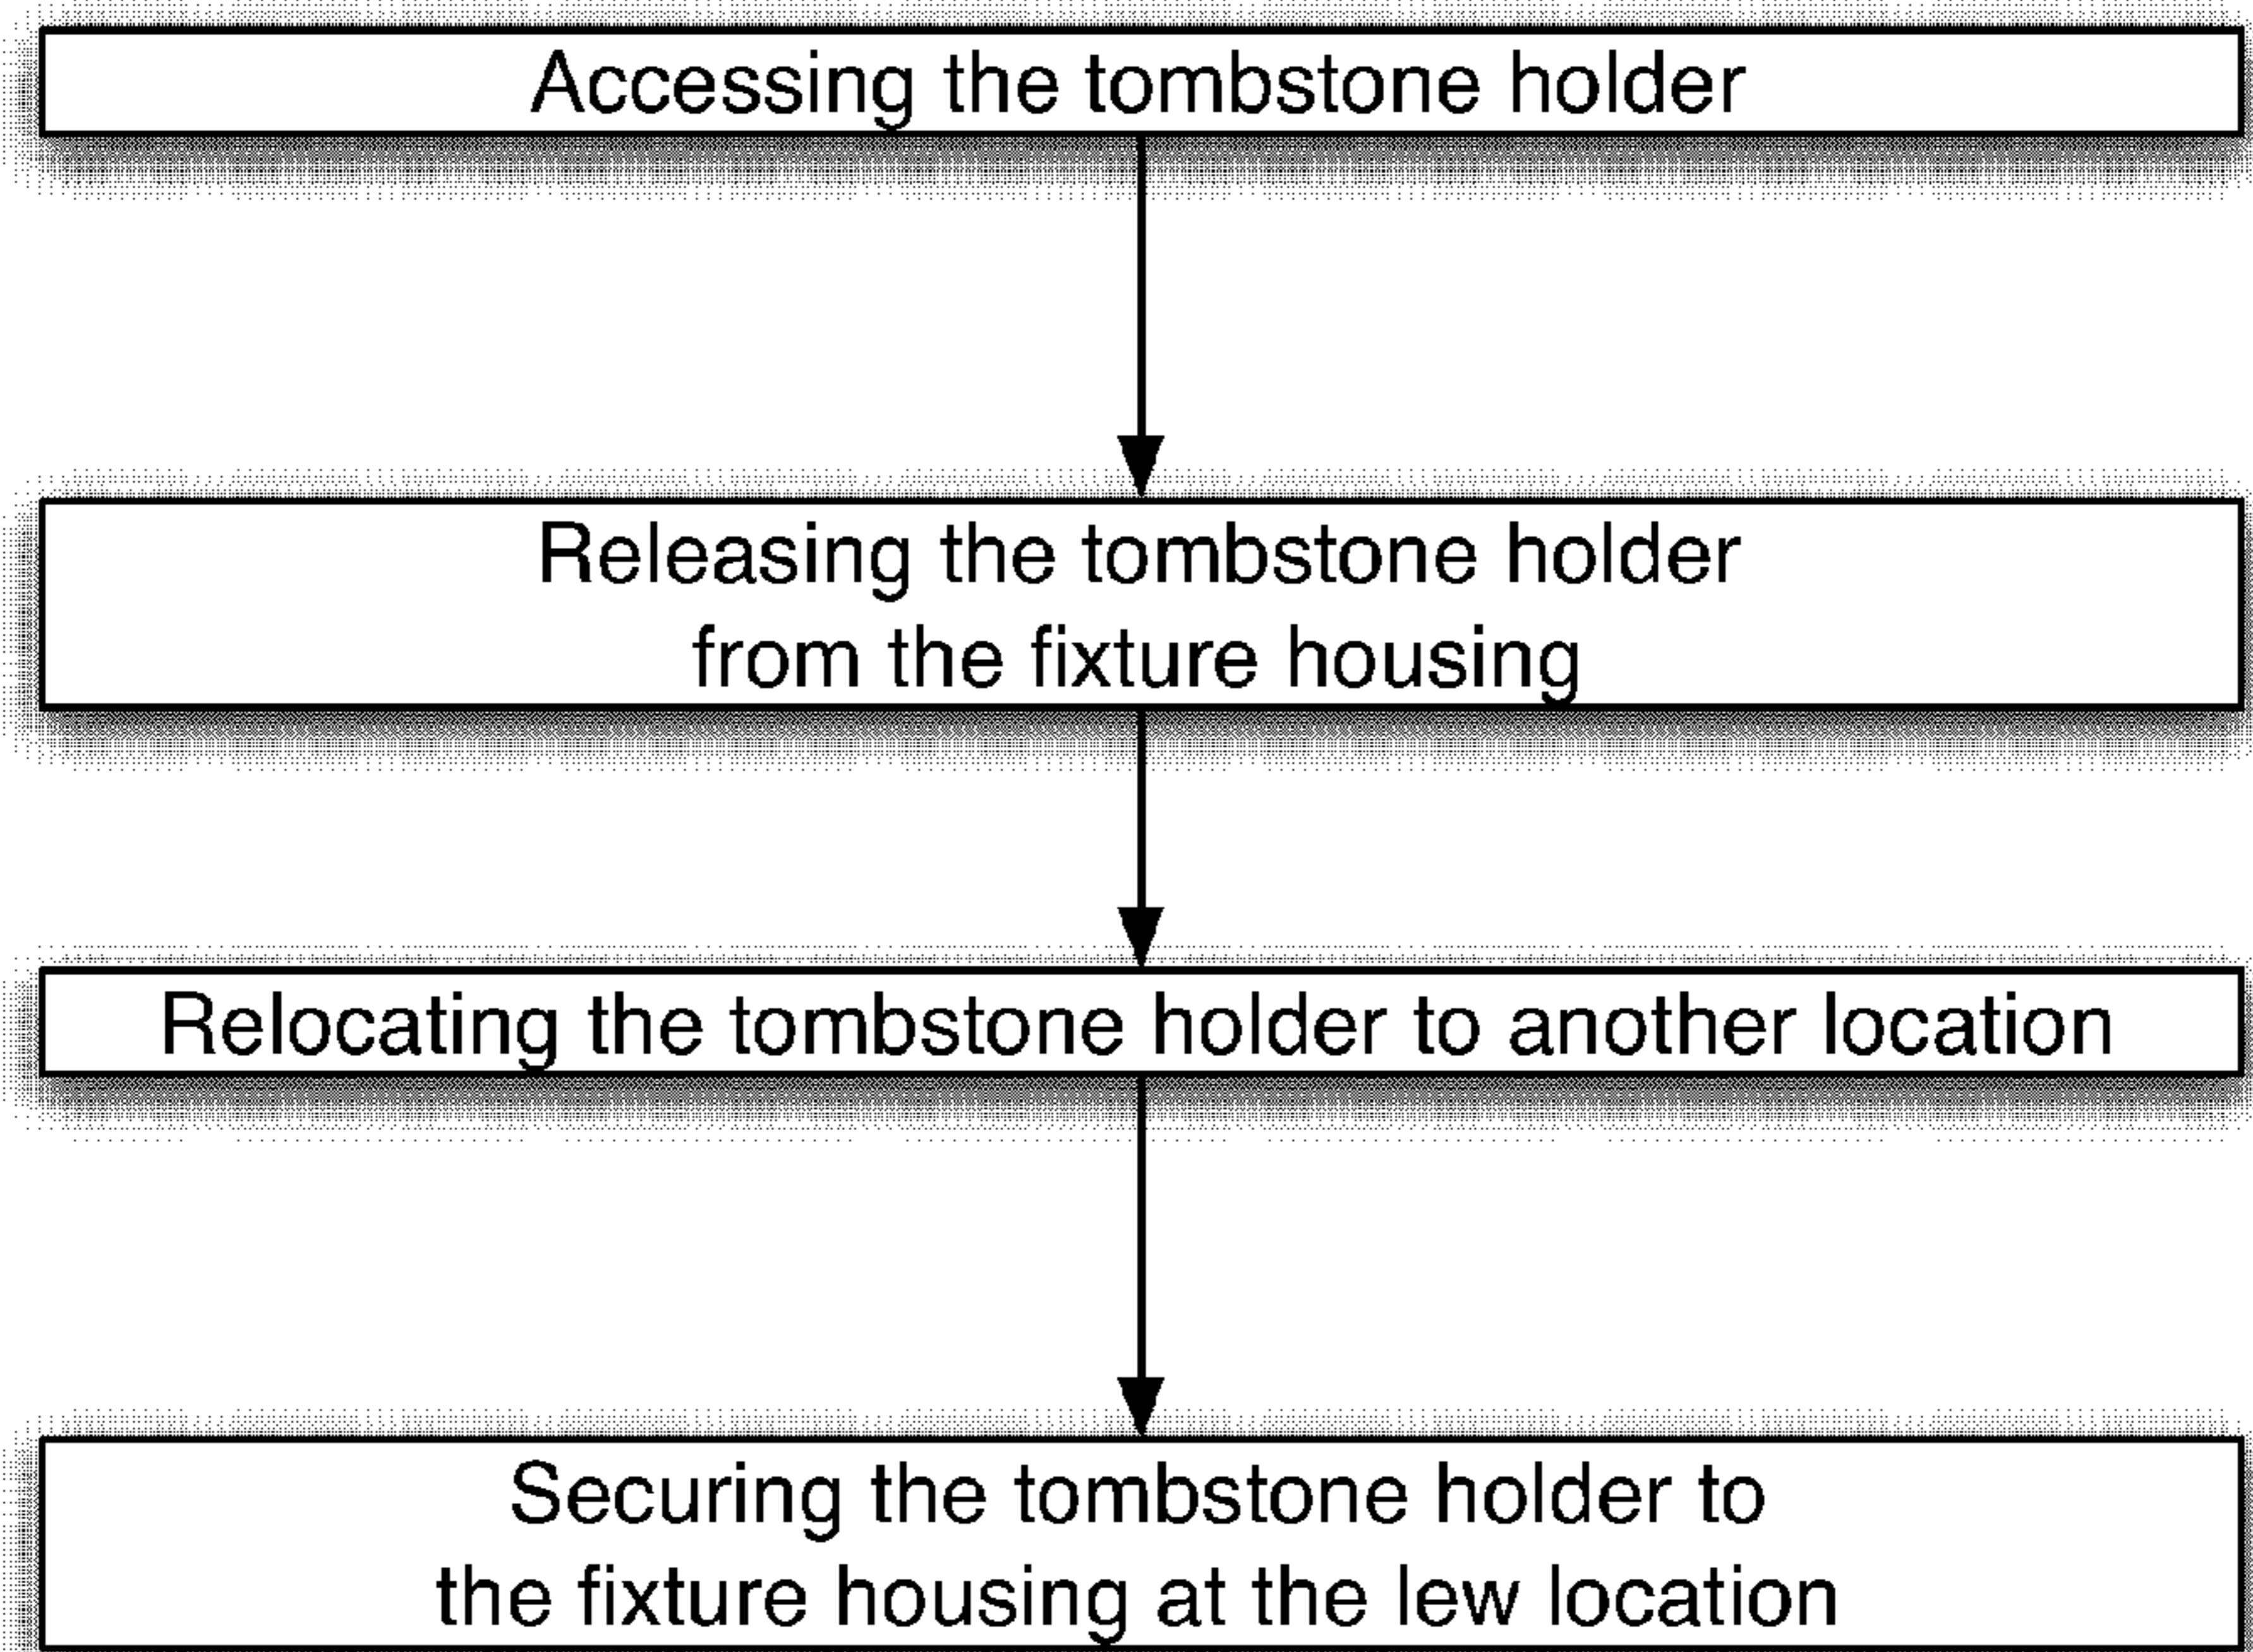 Accessing the tombstone holder
Releasing the tombstone holder
from the fixture housing
Relocating the tombstone holder to another location
Securing the tombstone holder to
the fixture housing at the lew location